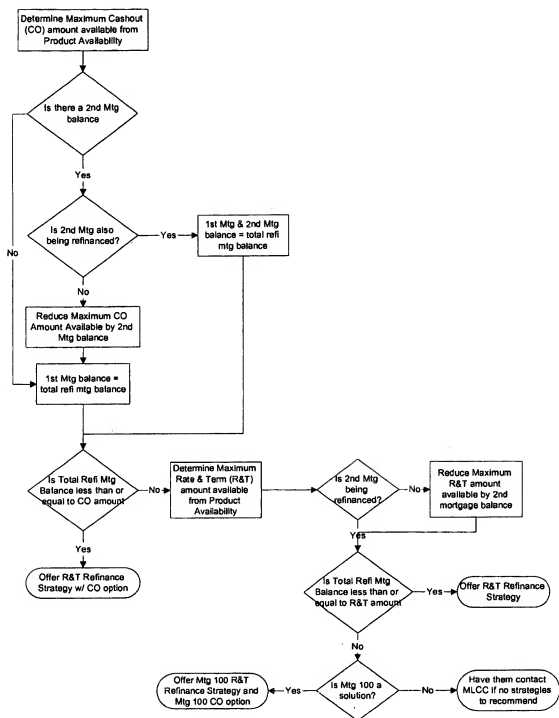 Determine Maximum Cashout
(CO) amount available from
Product Availability
Is there a 2nd Mtg
balance
Yes
Is 2nd Mtg also
being refinanced?
Yes
1st Mtg & 2nd Mtg
balance = total refi
mtg balance
No
No
Reduce Maximum CO
Amount Available by 2nd
Mtg balance
1st Mtg balance =
total refi mtg balance
Is Total Refi Mtg
Balance less than or
equal to CO amount
No
Determine Maximum
Rate & Term (R&T)
amount available
from Product
Availability
Is 2nd Mtg
being
refinanced?
No
Reduce Maximum
R&T amount
available by 2nd
mortgage balance
Yes
Yes
Offer R&T Refinance
Strategy w/ CO option
Is Total Refi Mtg
Balance less than or
equal to R&T amount
Yes
Offer R&T Refinance
Strategy
No
Offer Mtg 100 R&T
Refinance Strategy and
Mtg 100 CO option
Yes
Is Mtg 100 a
solution?
No
Have them contact
MLCC if no strategies
to recommend